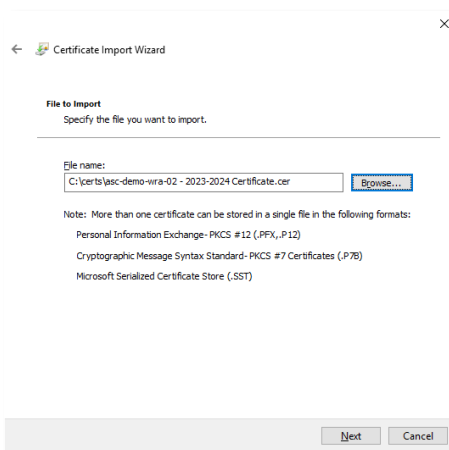 Certificate Import Wizard
File to Import
Specify the file you want to import.
File name:
C:\certs\asc-demo-wra-02 - 2023-2024 Certificate.cer
Browse...
Note: More than one certificate can be stored in a single file in the following formats:
Personal Information Exchange- PKCS #12 (.PFX,.P12)
Cryptographic Message Syntax Standard- PKCS #7 Certificates (.P7B)
Microsoft Serialized Certificate Store (.SST)
Next
Cancel